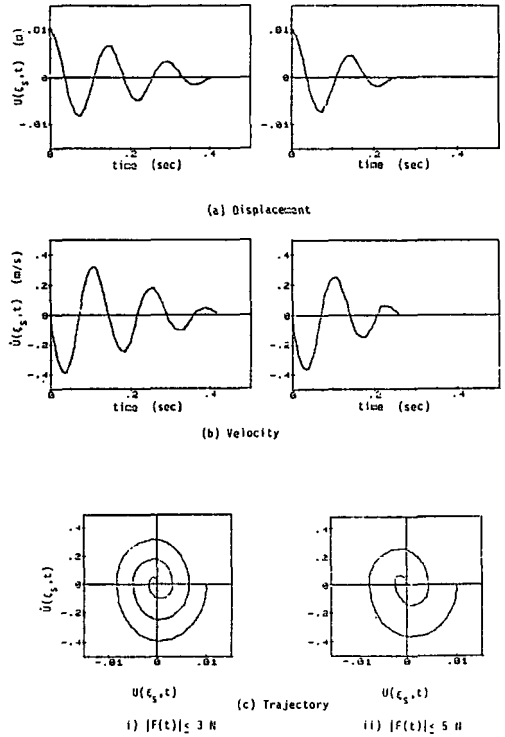 .01
0
-.01
U(ξs,t) (m)
0 .2 .4
time (sec)
.01
0
-.01
0 .2 .4
time (sec)
(a) Displacement
.4
.2
0
-.2
-.4
U̇(ξs,t) (m/s)
0 .2 .4
time (sec)
.4
.2
0
-.2
-.4
0 .2 .4
time (sec)
(b) Velocity
.4
.2
0
-.2
-.4
U̇(ξs,t)
-.01 0 .01
.4
.2
0
-.2
-.4
-.01 0 .01
U(ξs,t)
U(ξs,t)
(c) Trajectory
i) |F(t)|≤ 3 N
ii) |F(t)|≤ 5 N